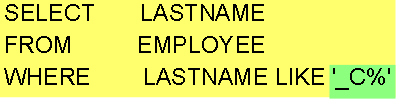 SELECT LASTNAME
FROM EMPLOYEE
WHERE LASTNAME LIKE '_C%'